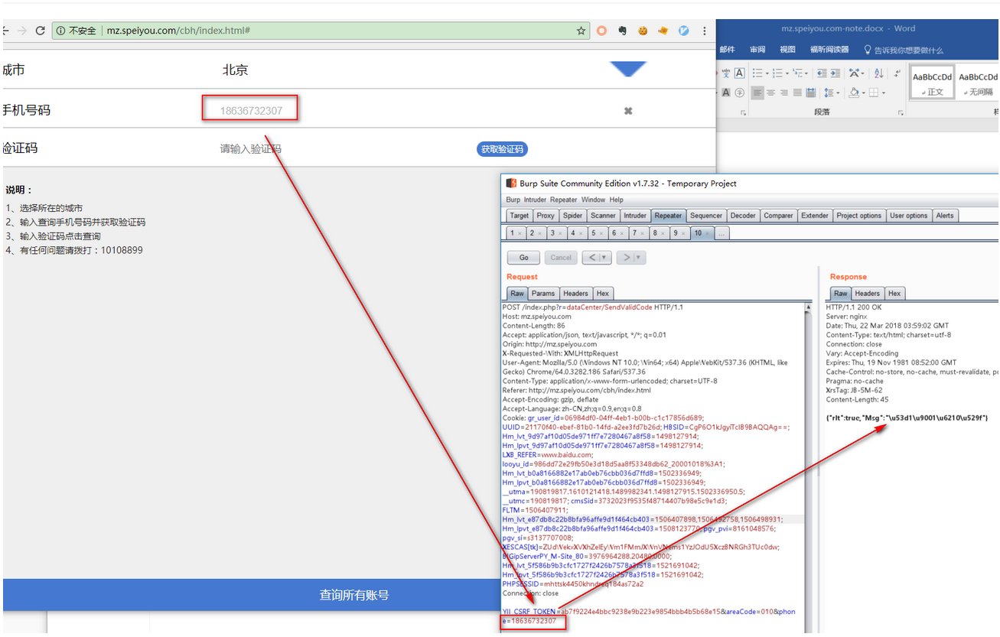 不安全 mz.speiyou.com/cbh/index.html#
城市 北京
手机号码 18636732307
验证码 请输入验证码 获取验证码
说明：
1、选择所在的城市
2、输入查询手机号码并获取验证码
3、输入验证码点击查询
4、有任何问题请拨打：10108899
查询所有账号
mz.speiyou.com-note.docx - Word
邮件 审阅 视图 福昕阅读器 告诉我你想要做什么
AaBbCcDd AaBbCcDd
正文 无间隔
段落
Burp Suite Community Edition v1.7.32 - Temporary Project
Burp Intruder Repeater Window Help
Target Proxy Spider Scanner Intruder Repeater Sequencer Decoder Comparer Extender Project options User options Alerts
1 × 2 × 3 × 4 × 5 × 6 × 7 × 8 × 9 × 10 × ...
Go Cancel < >
Request
Raw Params Headers Hex
POST /index.php?r=dataCenter/SendValidCode HTTP/1.1
Host: mz.speiyou.com
Content-Length: 86
Accept: application/json, text/javascript, */*; q=0.01
Origin: http://mz.speiyou.com
X-Requested-With: XMLHttpRequest
User-Agent: Mozilla/5.0 (Windows NT 10.0; Win64; x64) AppleWebKit/537.36 (KHTML, like
Gecko) Chrome/64.0.3282.186 Safari/537.36
Content-Type: application/x-www-form-urlencoded; charset=UTF-8
Referer: http://mz.speiyou.com/cbh/index.html
Accept-Encoding: gzip, deflate
Accept-Language: zh-CN,zh;q=0.9,en;q=0.8
Cookie: gr_user_id=06984df0-04ff-4eb1-b00b-c1c17856d689;
UUID=21170f40-ebef-81b0-14fd-a2ee3fd7b26d; HBSID=CgP6O1kJgyiTclB9BAQQAg==;
Hm_lvt_9d97af10d05de971ff7e7280467a8f58=1498127914;
Hm_lpvt_9d97af10d05de971ff7e7280467a8f58=1498127914;
LXB_REFER=www.baidu.com;
looyu_id=986dd72e29fb50e3d18d5aa8f53348db62_20001018%3A1;
Hm_lvt_b0a8166882e17ab0eb76cbb036d7ffd8=1502336949;
Hm_lpvt_b0a8166882e17ab0eb76cbb036d7ffd8=1502336949;
__utma=190819817.1610121418.1489982341.1498127915.1502336950.5;
__utmc=190819817; cmsSid=3732023f9535f48714407b98e5c9e1d3;
FLTM=1506407911;
Hm_lvt_e87db8c22b8bfa96affe9d1f464cb403=1506407898,1506492758,1506498931;
Hm_lpvt_e87db8c22b8bfa96affe9d1f464cb403=1508123770; pgv_pvi=8161048576;
pgv_si=s3137707008;
BIGipServerPY_M-Site_80=3976964288.20480.0000;
Hm_lvt_5f586b9b3cfc1727f2426b7578a3f518=1521691042;
Hm_lpvt_5f586b9b3cfc1727f2426b7578a3f518=1521691042;
Connection: close
YII_CSRF_TOKEN=ab7f9224e4bbc9238e9b223e9854bbb4b5b68e15&areaCode=010&phon
e=18636732307
Response
Raw Headers Hex
HTTP/1.1 200 OK
Server: nginx
Date: Thu, 22 Mar 2018 03:59:02 GMT
Content-Type: text/html; charset=utf-8
Connection: close
Vary: Accept-Encoding
Expires: Thu, 19 Nov 1981 08:52:00 GMT
Cache-Control: no-store, no-cache, must-revalidate,
Pragma: no-cache
XrsTag: JB-5M-62
Content-Length: 45
{"rlt":true,"Msg":"\u53d1\u9001\u6210\u529f"}